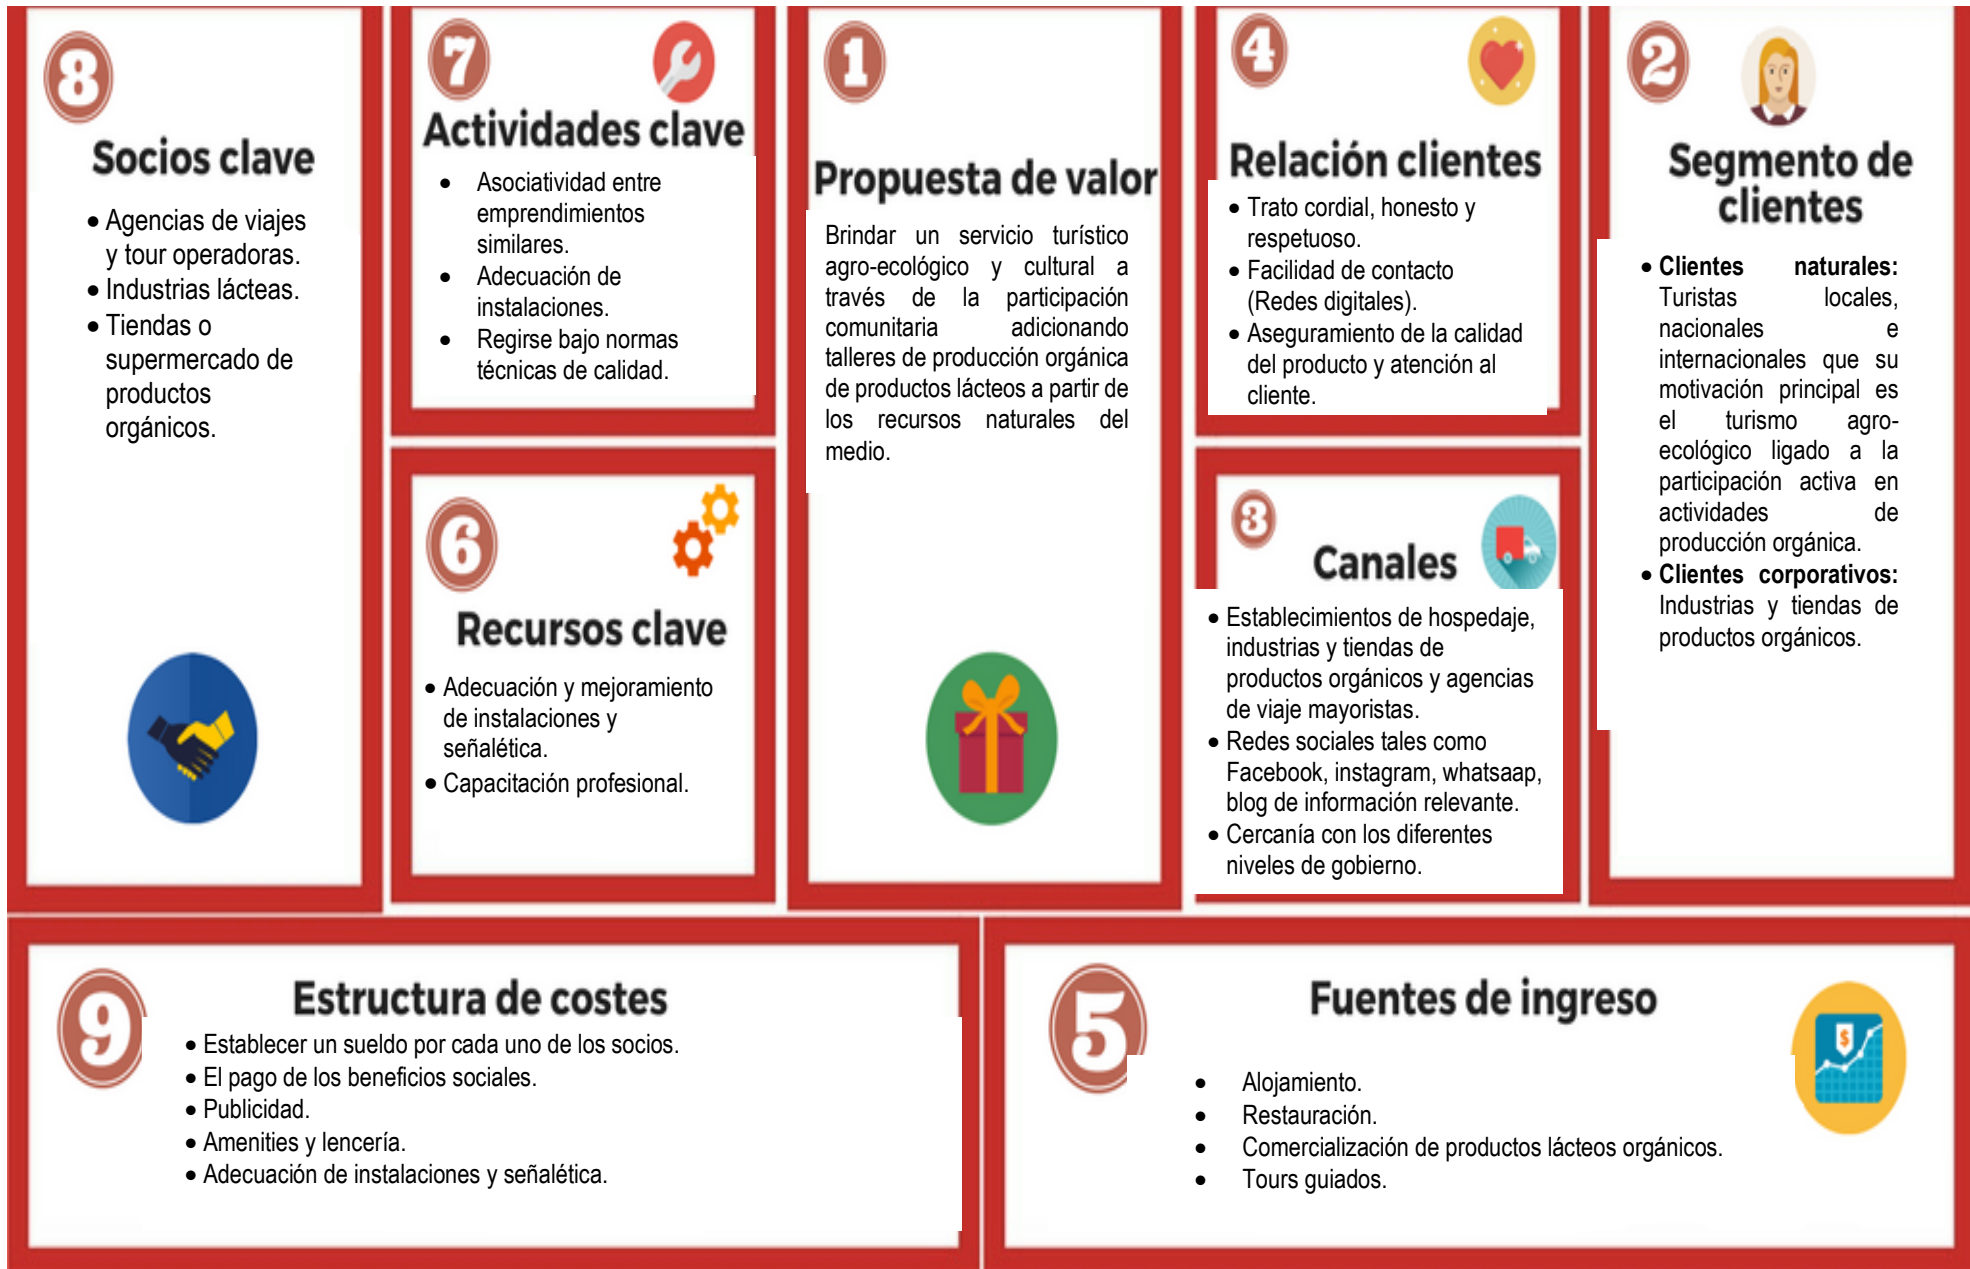 8
Socios clave
• Agencias de viajes
y tour operadoras.
• Industrias lácteas.
• Tiendas o
supermercado de
productos
orgánicos.
7
Actividades clave
• Asociatividad entre
emprendimientos
similares.
• Adecuación de
instalaciones.
• Regirse bajo normas
técnicas de calidad.
6
Recursos clave
• Adecuación y mejoramiento
de instalaciones y
señalética.
• Capacitación profesional.
1
Propuesta de valor
Brindar un servicio turístico
agro-ecológico y cultural a
través de la participación
comunitaria adicionando
talleres de producción orgánica
de productos lácteos a partir de
los recursos naturales del
medio.
4
Relación clientes
• Trato cordial, honesto y
respetuoso.
• Facilidad de contacto
(Redes digitales).
• Aseguramiento de la calidad
del producto y atención al
cliente.
3
Canales
• Establecimientos de hospedaje,
industrias y tiendas de
productos orgánicos y agencias
de viaje mayoristas.
• Redes sociales tales como
Facebook, instagram, whatsaap,
blog de información relevante.
• Cercanía con los diferentes
niveles de gobierno.
2
Segmento de
clientes
• Clientes naturales:
Turistas locales,
nacionales e
internacionales que su
motivación principal es
el turismo agro-
ecológico ligado a la
participación activa en
actividades de
producción orgánica.
• Clientes corporativos:
Industrias y tiendas de
productos orgánicos.
9
Estructura de costes
• Establecer un sueldo por cada uno de los socios.
• El pago de los beneficios sociales.
• Publicidad.
• Amenities y lencería.
• Adecuación de instalaciones y señalética.
5
Fuentes de ingreso
$
• Alojamiento.
• Restauración.
• Comercialización de productos lácteos orgánicos.
• Tours guiados.